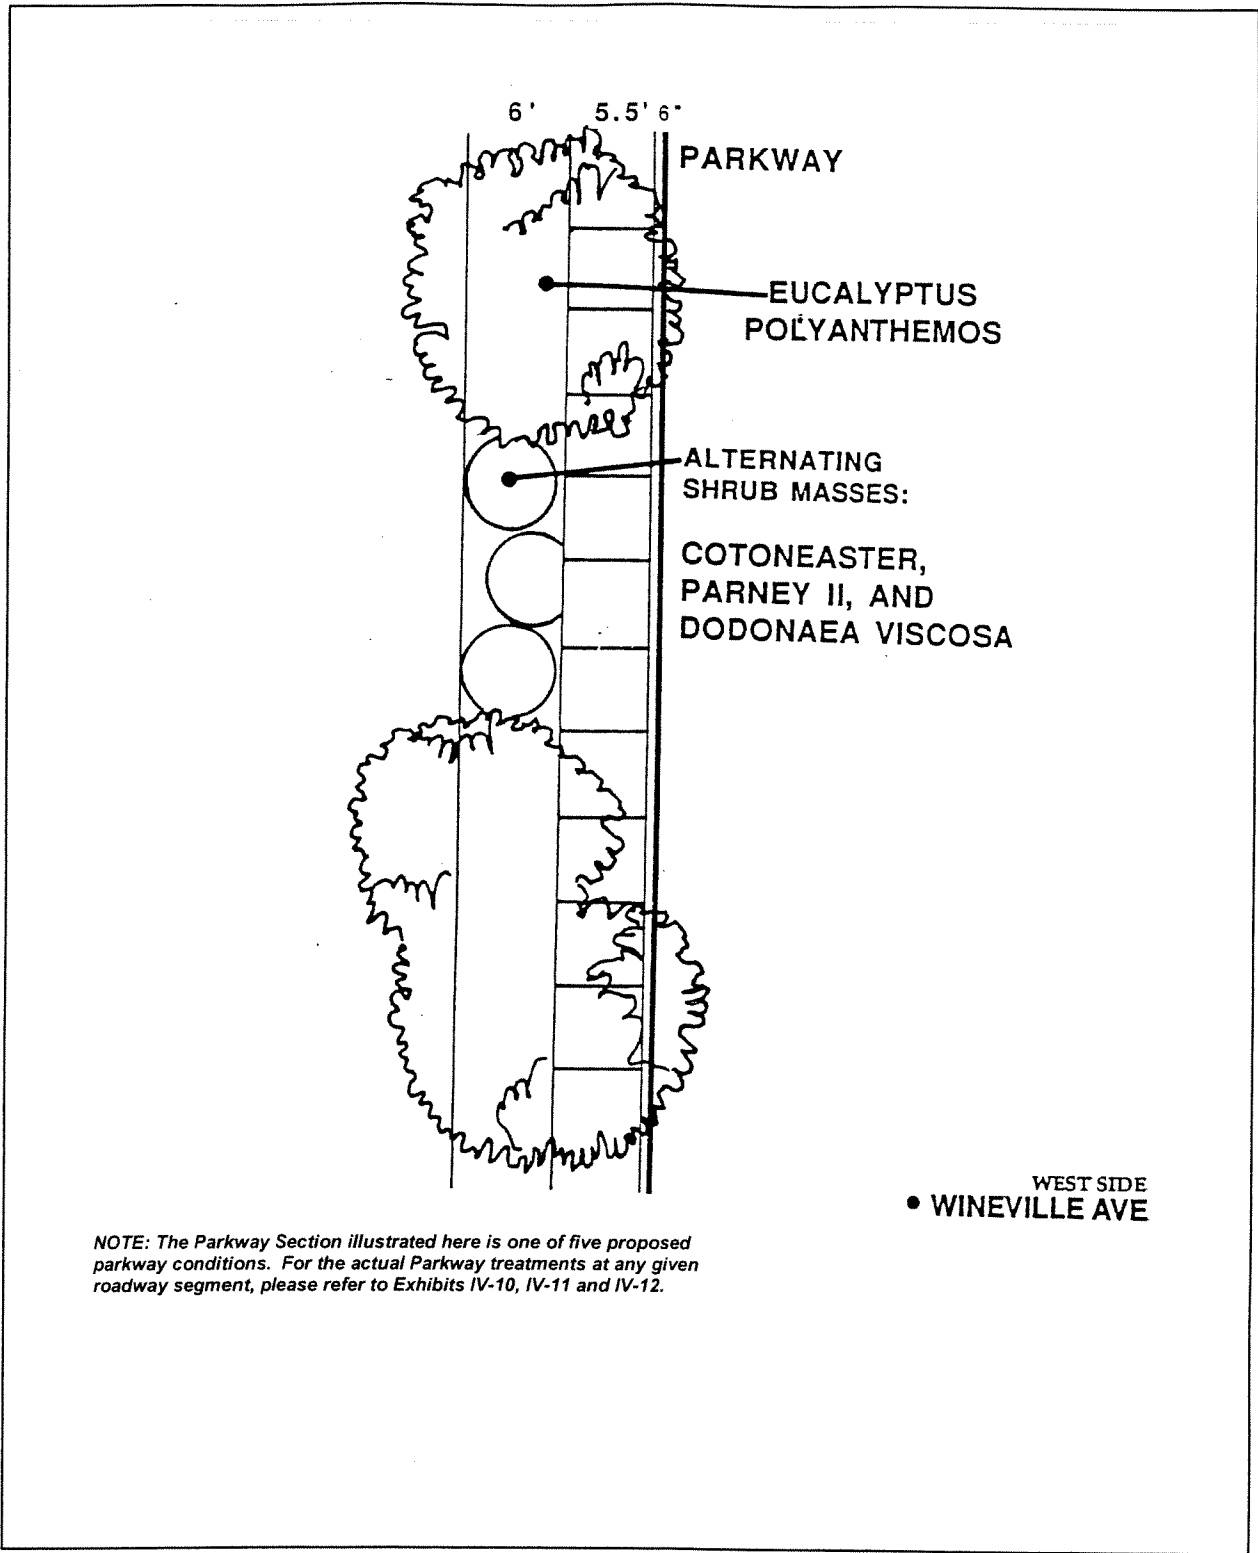 6' 5.5' 6"
PARKWAY
EUCALYPTUS
POLYANTHEMOS
ALTERNATING
SHRUB MASSES:
COTONEASTER,
PARNEY II, AND
DODONAEA VISCOSA
WEST SIDE
• WINEVILLE AVE
NOTE: The Parkway Section illustrated here is one of five proposed
parkway conditions. For the actual Parkway treatments at any given
roadway segment, please refer to Exhibits IV-10, IV-11 and IV-12.